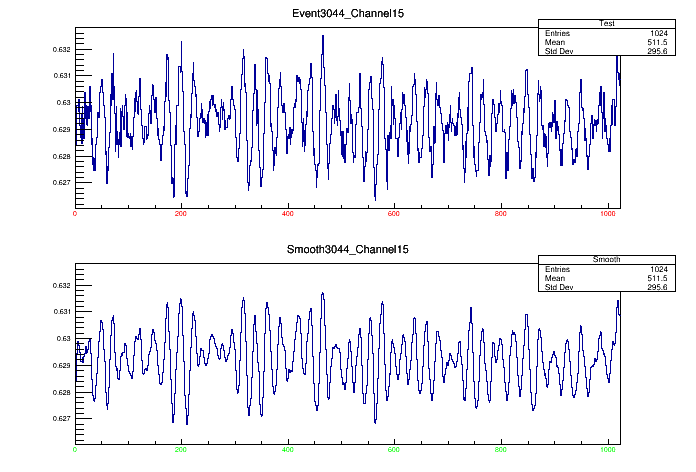 Event3044_Channel15
Test
Entries 1024
Mean 511.5
Std Dev 295.6
0.632
0.631
0.63
0.629
0.628
0.627
0 200 400 600 800 1000
Smooth3044_Channel15
Smooth
Entries 1024
Mean 511.5
Std Dev 295.6
0.632
0.631
0.63
0.629
0.628
0.627
0 200 400 600 800 1000